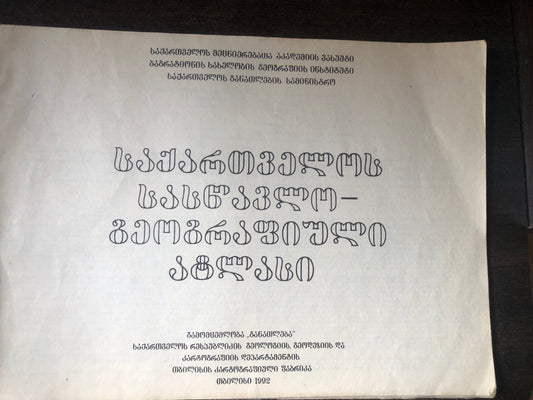 საქართველოს მეცნიერებათა აკადემიის ვახუშტი
ბაგრატიონის სახელობის გეოგრაფიის ინსტიტუტი
საქართველოს განათლების სამინისტრო
საქართველოს
სასწავლო-
გეოგრაფიული
ატლასი
გამომცემლობა „განათლება“
საქართველოს რესპუბლიკის გეოლოგიის, გეოდეზიის და
კარტოგრაფიის დეპარტამენტის
თბილისის კარტოგრაფიული ფაბრიკა
თბილისი 1992